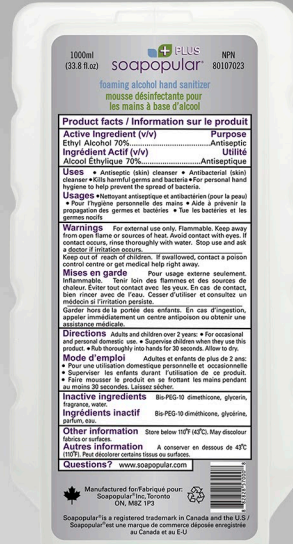 PLUS
1000ml
(33.8 fl.oz)
soapopular®
NPN
80107023
foaming alcohol hand sanitizer
mousse désinfectante pour
les mains à base d'alcool
Product facts / Information sur le produit
Active Ingredient (v/v) Purpose
Ethyl Alcohol 70%..........................Antiseptic
Ingrédient Actif (v/v) Utilité
Alcool Éthylique 70%..................Antiseptique
Uses • Antiseptic (skin) cleanser • Antibacterial (skin)
cleanser •Kills harmful germs and bacteria •For personal hand
hygiene to help prevent the spread of bacteria.
Usages •Nettoyant antiseptique et antibactérien (pour la peau)
• Pour l'hygiène personnelle des mains • Aide à prévenir la
propagation des germes et bactéries • Tue les bactéries et les
germes nocifs
Warnings For external use only. Flammable. Keep away
from open flame or sources of heat. Avoid contact with eyes. If
contact occurs, rinse thoroughly with water. Stop use and ask
a doctor if irritation occurs.
Keep out of reach of children. If swallowed, contact a poison
control centre or get medical help right away.
Mises en garde Pour usage externe seulement.
Inflammable. Tenir loin des flammes et des sources de
chaleur. Éviter tout contact avec les yeux. En cas de contact,
bien rincer avec de l'eau. Cesser d'utiliser et consultez un
médecin si l'irritation persiste.
Garder hors de la portée des enfants. En cas d'ingestion,
appeler immédiatement un centre antipoison ou obtenir une
assistance médicale.
Directions Adults and children over 2 years: • For occasional
and personal domestic use. • Supervise children when they use this
product. •Rub thoroughly into hands for 30 seconds. Allow to dry.
Mode d'emploi Adultes et enfants de plus de 2 ans:
• Pour une utilisation domestique personnelle et occasionnelle
• Superviser les enfants durant l'utilisation de ce produit.
• Faire mousser le produit en se frottant les mains pendant
au moins 30 secondes. Laissez sécher.
Inactive ingredients Bis-PEG-10 dimethicone, glycerin,
fragrance, water.
Ingrédients inactif Bis-PEG-10 diméthicone, glycérine,
parfum, eau.
Other information Store below 110°F (43°C). May discolour
fabrics or surfaces.
Autres information A conserver en dessous de 43°C
(110°F). Peut décolorer certains tissus ou surfaces.
Questions? www.soapopular.com
Manufactured for/Fabriqué pour:
Soapopular® Inc, Toronto
ON, M8Z 1P3
Soapopular® is a registered trademark in Canada and the U.S /
Soapopular® est une marque de commerce déposée enregistrée
au Canada et au E-U